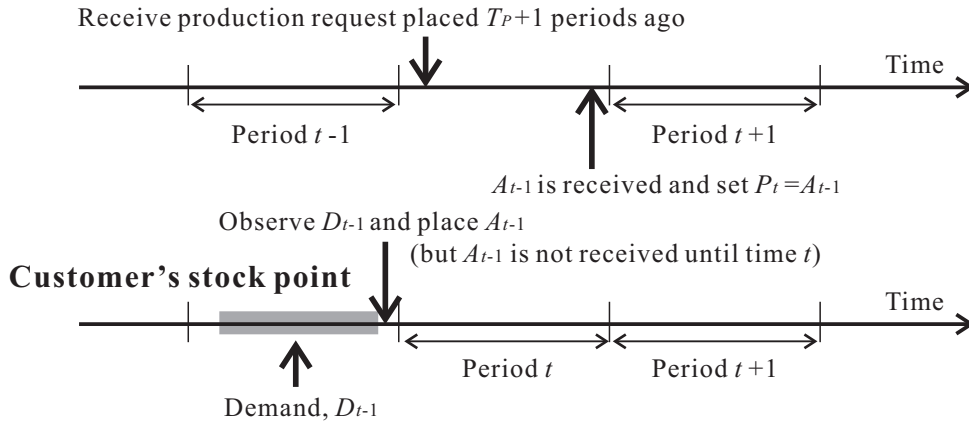 Receive production request placed TP+1 periods ago
Time
Period t-1
Period t+1
At-1 is received and set Pt=At-1
Observe Dt-1 and place At-1
(but At-1 is not received until time t)
Customer's stock point
Time
Period t
Period t+1
Demand, Dt-1